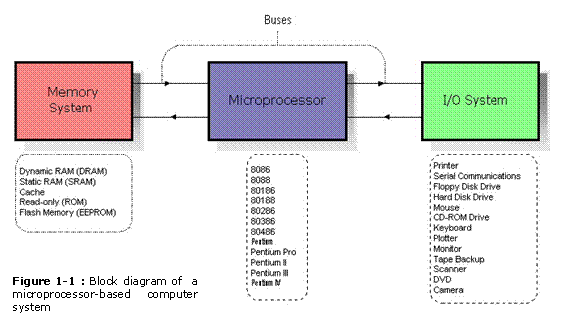 Buses
Memory
System
Microprocessor
I/O System
Dynamic RAM (DRAM)
Static RAM (SRAM)
Cache
Read-only (ROM)
Flash Memory (EEPROM)
8086
8088
80186
80188
80286
80386
80486
Pentium
Pentium Pro
Pentium II
Pentium III
Pentium IV
Printer
Serial Communications
Floppy Disk Drive
Hard Disk Drive
Mouse
CD-ROM Drive
Keyboard
Plotter
Monitor
Tape Backup
Scanner
DVD
Camera
Figure 1-1 : Block diagram of a
microprocessor-based computer
system